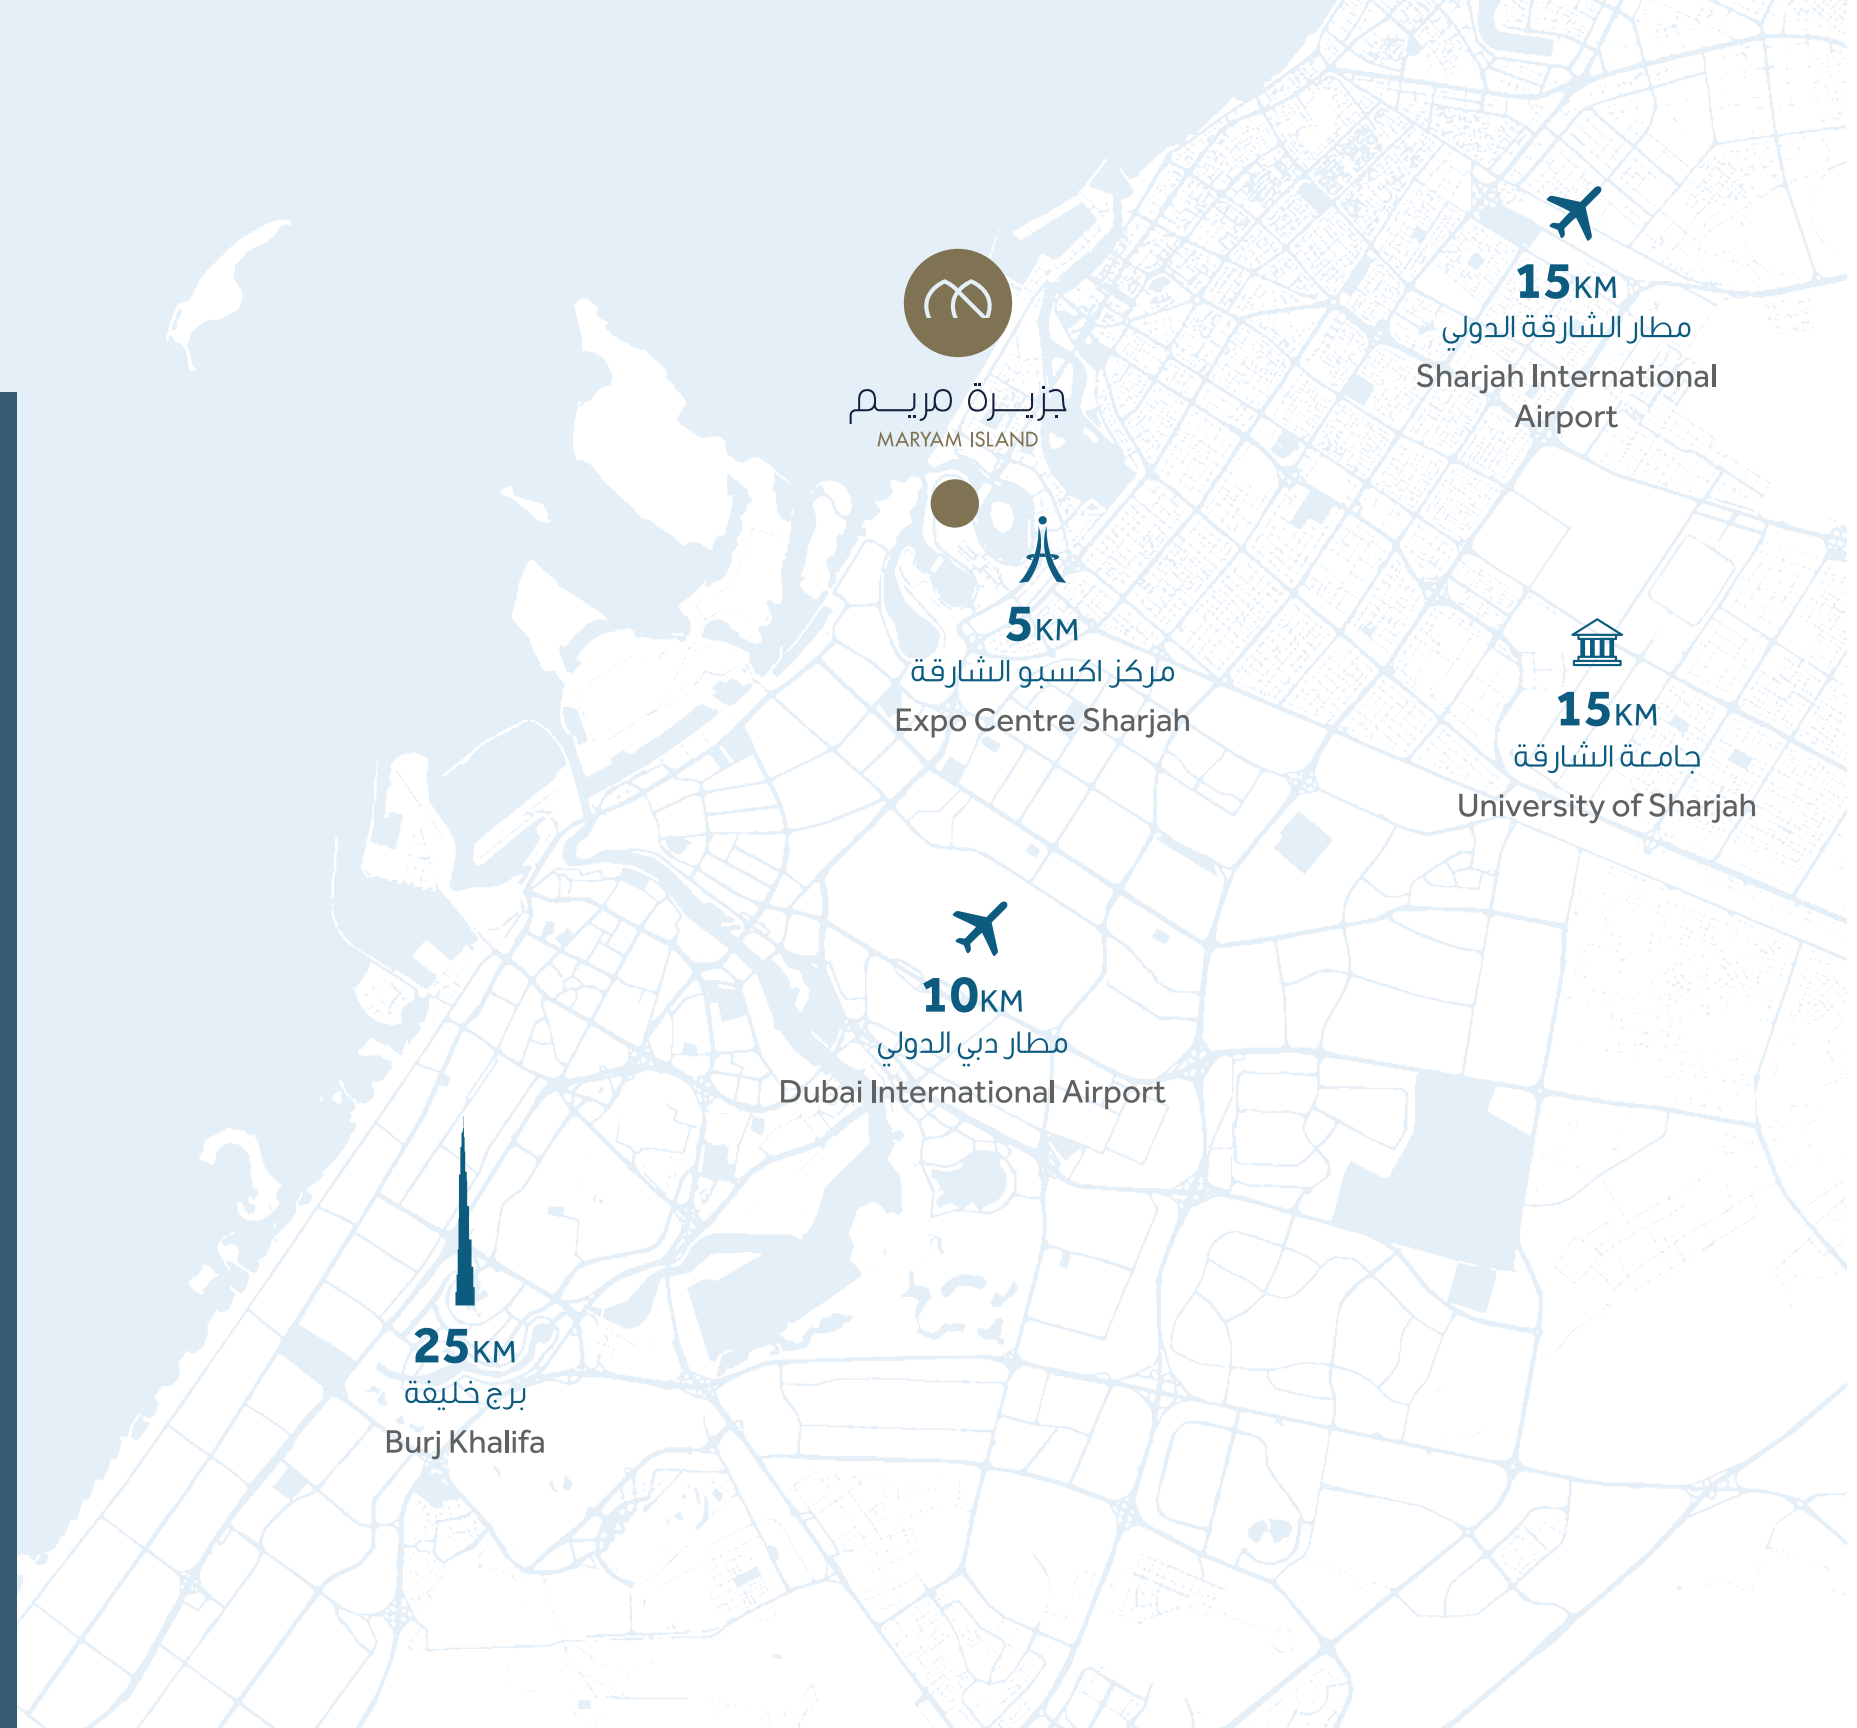 جزيــرة مريــم
MARYAM ISLAND
15KM
مطار الشارقة الدولي
Sharjah International
Airport
5KM
مركز اكسبو الشارقة
Expo Centre Sharjah
15KM
جامعة الشارقة
University of Sharjah
10KM
مطار دبي الدولي
Dubai International Airport
25KM
برج خليفة
Burj Khalifa